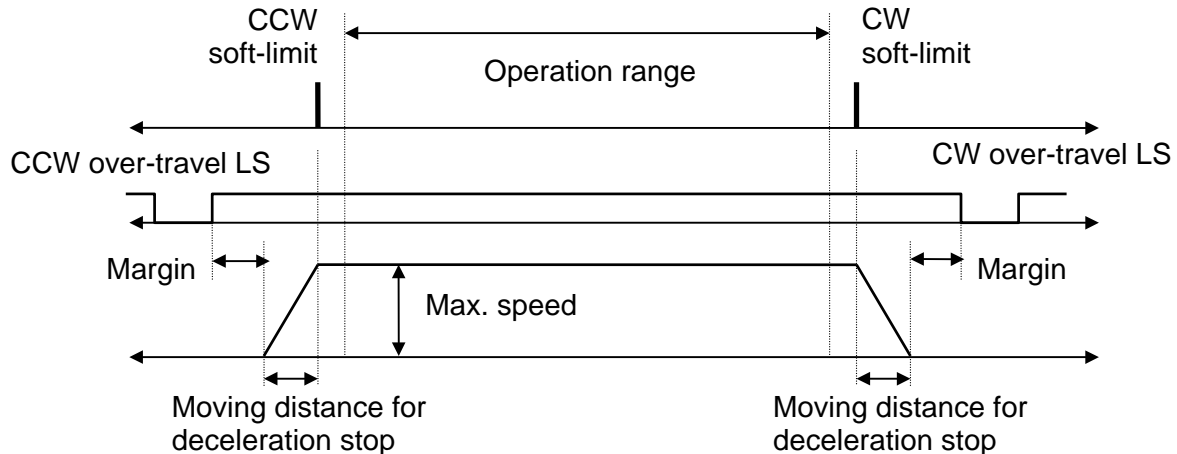 CCW
soft-limit
CW
soft-limit
Operation range
CCW over-travel LS
CW over-travel LS
Margin
Margin
Max. speed
Moving distance for
deceleration stop
Moving distance for
deceleration stop